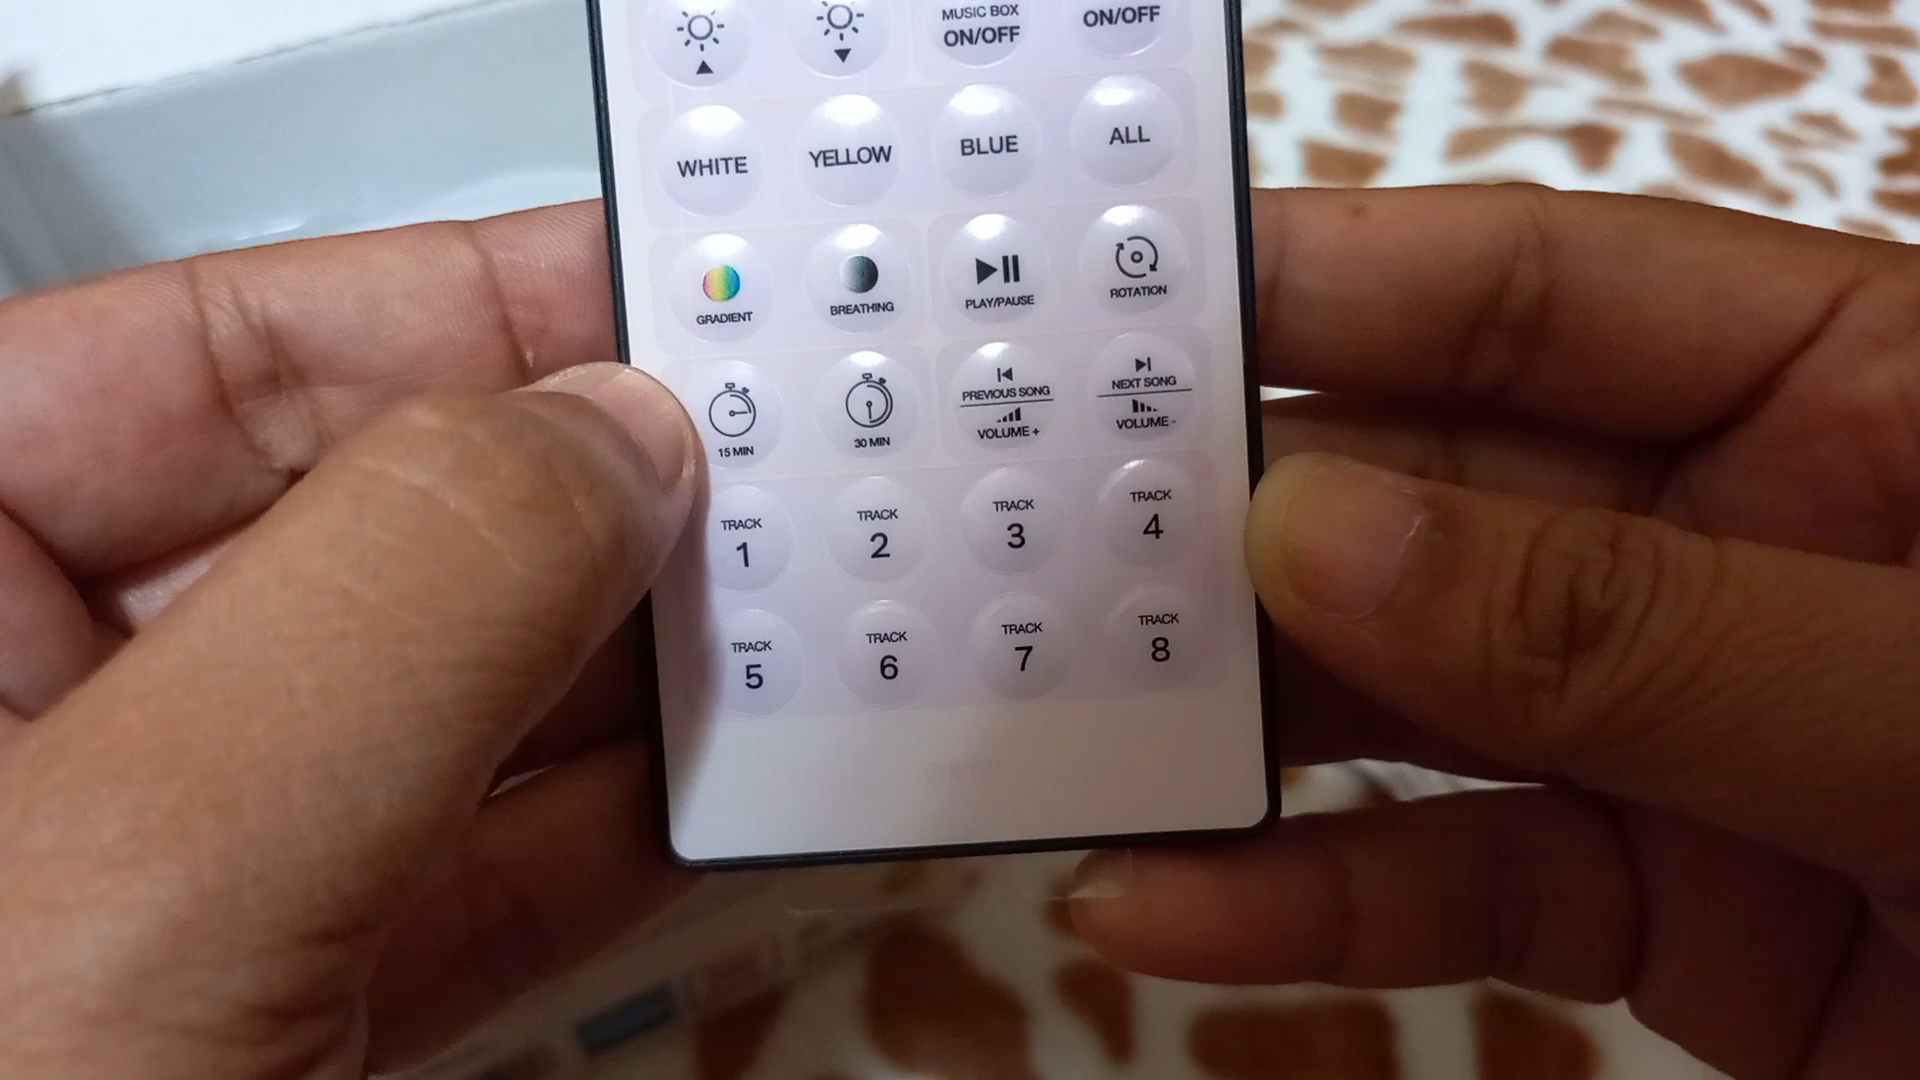 MUSIC BOX
ON/OFF
ON/OFF
WHITE
YELLOW
BLUE
ALL
GRADIENT
BREATHING
PLAY/PAUSE
ROTATION
15 MIN
30 MIN
PREVIOUS SONG
VOLUME +
NEXT SONG
VOLUME -
TRACK
1
TRACK
2
TRACK
3
TRACK
4
TRACK
5
TRACK
6
TRACK
7
TRACK
8